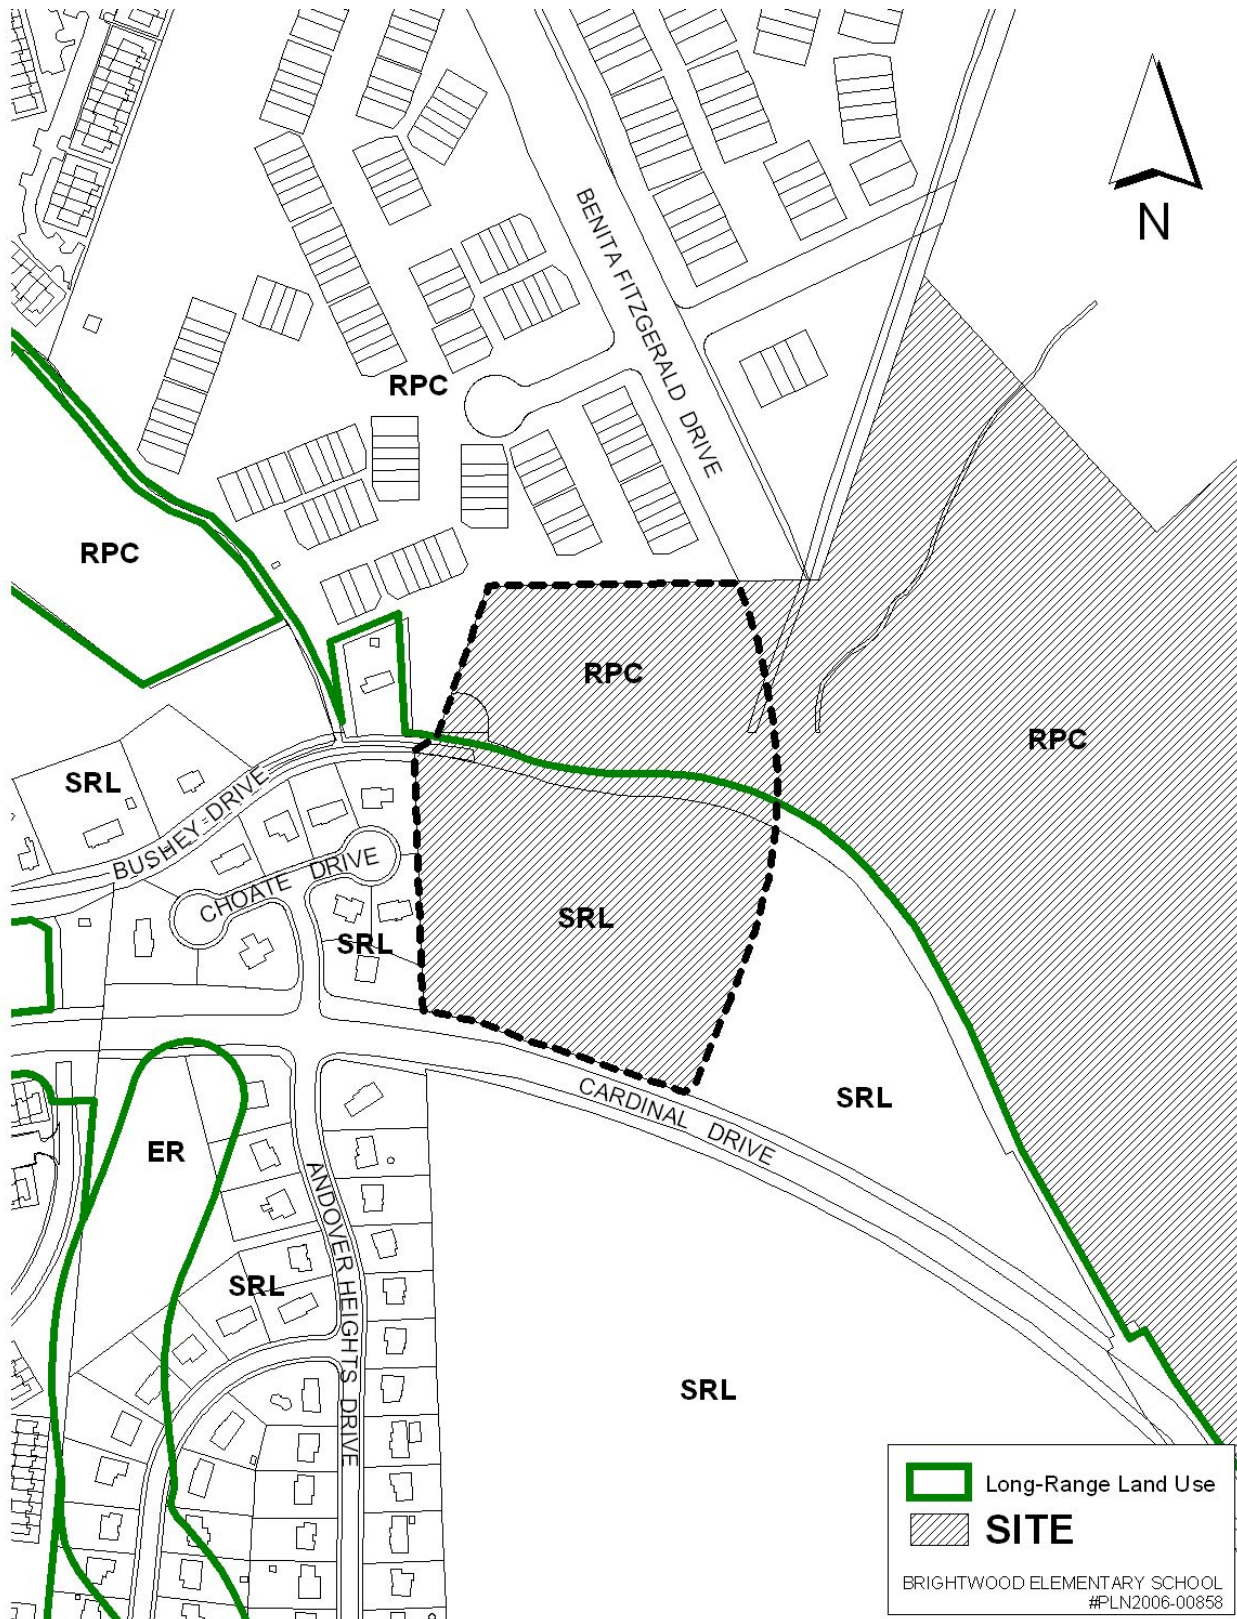 N
BENITA FITZGERALD DRIVE
RPC
RPC
RPC
RPC
SRL
BUSHEY DRIVE
CHOATE DRIVE
SRL
SRL
CARDINAL DRIVE
SRL
ER
ANDOVER HEIGHTS DRIVE
SRL
SRL
Long-Range Land Use
SITE
BRIGHTWOOD ELEMENTARY SCHOOL
#PLN2006-00858